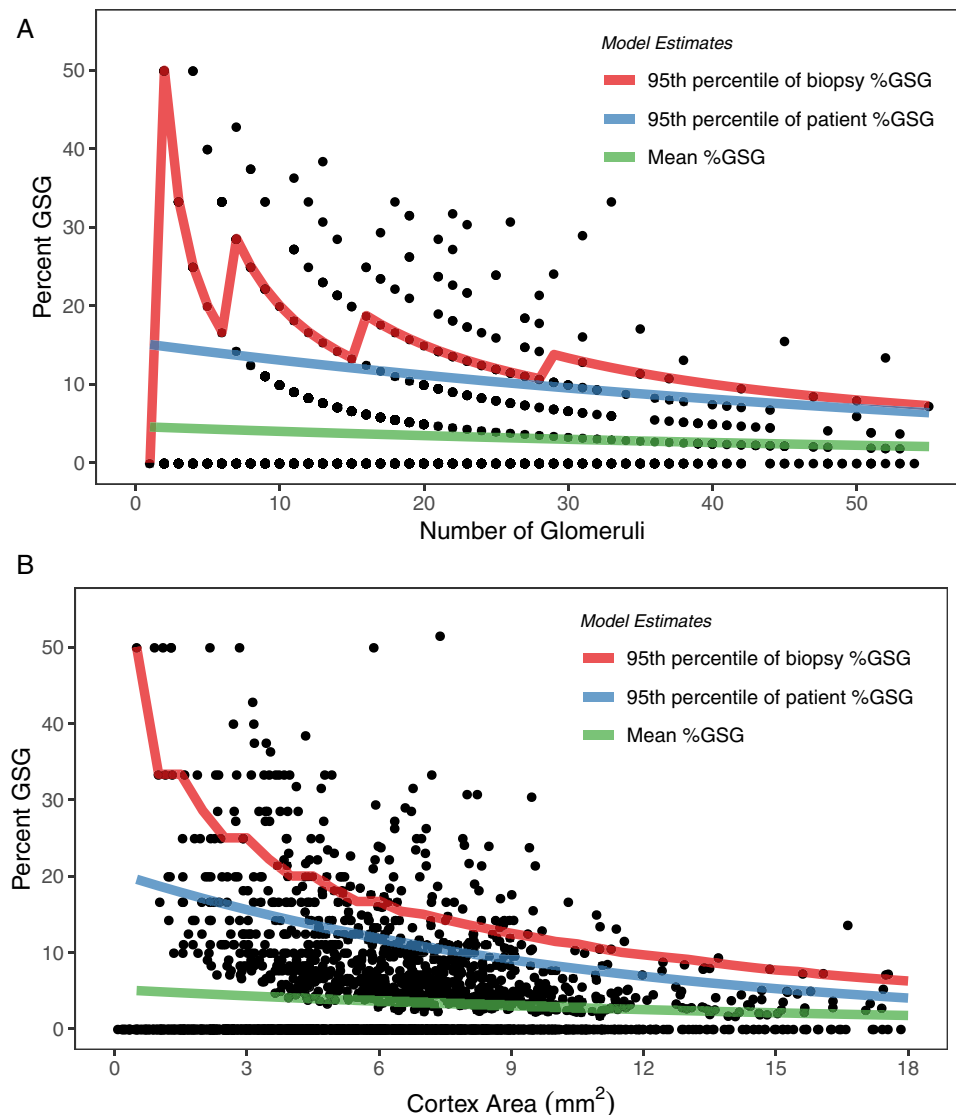 A
Model Estimates
95th percentile of biopsy %GSG
95th percentile of patient %GSG
Mean %GSG
Percent GSG
50
40
30
20
10
0
0 10 20 30 40 50
Number of Glomeruli
B
Model Estimates
95th percentile of biopsy %GSG
95th percentile of patient %GSG
Mean %GSG
Percent GSG
50
40
30
20
10
0
0 3 6 9 12 15 18
Cortex Area (mm²)